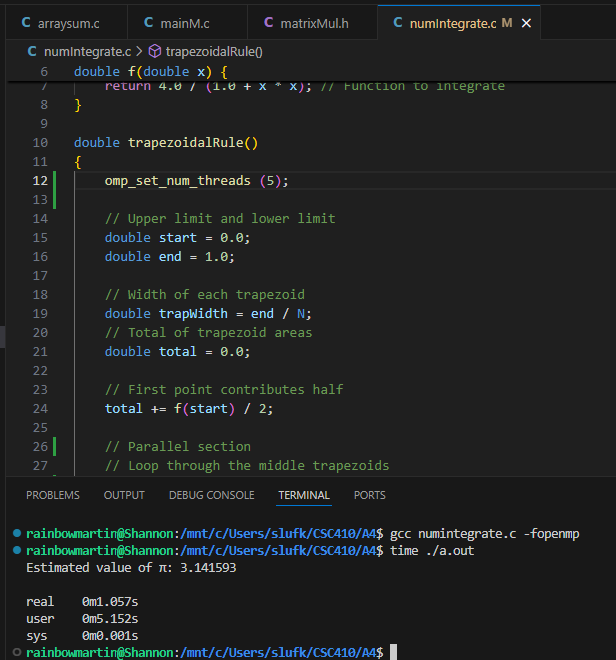 C arraysum.c C mainM.c C matrixMul.h C numIntegrate.c M ×
C numIntegrate.c > trapezoidalRule()
6 double f(double x) {
7 return 4.0 / (1.0 + x * x); // Function to integrate
8 }
9
10 double trapezoidalRule()
11 {
12 omp_set_num_threads (5);
13
14 // Upper limit and lower limit
15 double start = 0.0;
16 double end = 1.0;
17
18 // Width of each trapezoid
19 double trapWidth = end / N;
20 // Total of trapezoid areas
21 double total = 0.0;
22
23 // First point contributes half
24 total += f(start) / 2;
25
26 // Parallel section
27 // Loop through the middle trapezoids
PROBLEMS OUTPUT DEBUG CONSOLE TERMINAL PORTS
rainbowmartin@Shannon:/mnt/c/Users/slufk/CSC410/A4$ gcc numintegrate.c -fopenmp
rainbowmartin@Shannon:/mnt/c/Users/slufk/CSC410/A4$ time ./a.out
Estimated value of π: 3.141593
real 0m1.057s
user 0m5.152s
sys 0m0.001s
rainbowmartin@Shannon:/mnt/c/Users/slufk/CSC410/A4$